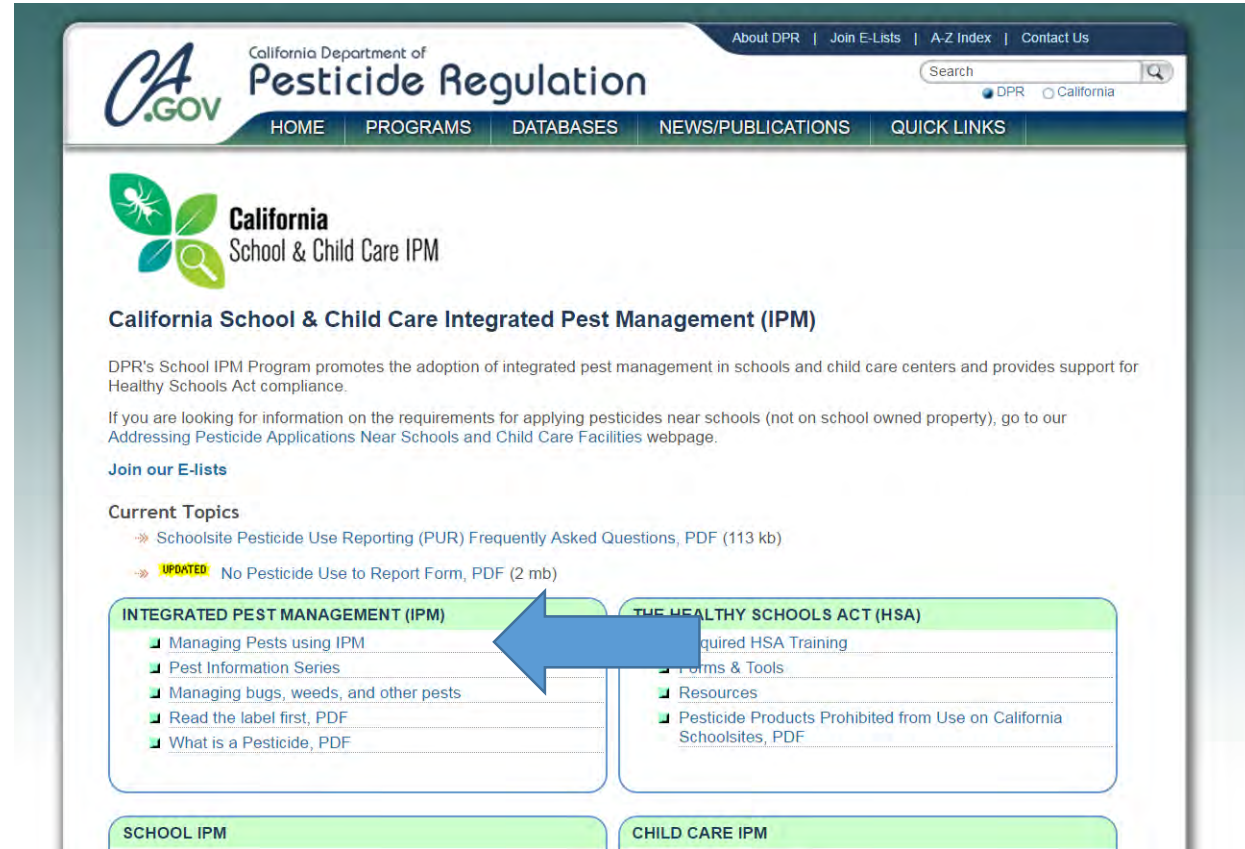 About DPR | Join E-Lists | A-Z Index | Contact Us
CA.GOV
California Department of
Pesticide Regulation
Search
DPR California
HOME PROGRAMS DATABASES NEWS/PUBLICATIONS QUICK LINKS
California
School & Child Care IPM
California School & Child Care Integrated Pest Management (IPM)
DPR's School IPM Program promotes the adoption of integrated pest management in schools and child care centers and provides support for
Healthy Schools Act compliance.
If you are looking for information on the requirements for applying pesticides near schools (not on school owned property), go to our
Addressing Pesticide Applications Near Schools and Child Care Facilities webpage.
Join our E-lists
Current Topics
Schoolsite Pesticide Use Reporting (PUR) Frequently Asked Questions, PDF (113 kb)
UPDATED No Pesticide Use to Report Form, PDF (2 mb)
INTEGRATED PEST MANAGEMENT (IPM)
Managing Pests using IPM
Pest Information Series
Managing bugs, weeds, and other pests
Read the label first, PDF
What is a Pesticide, PDF
THE HEALTHY SCHOOLS ACT (HSA)
HSA Training
Forms & Tools
Resources
Pesticide Products Prohibited from Use on California
Schoolsites, PDF
SCHOOL IPM
CHILD CARE IPM